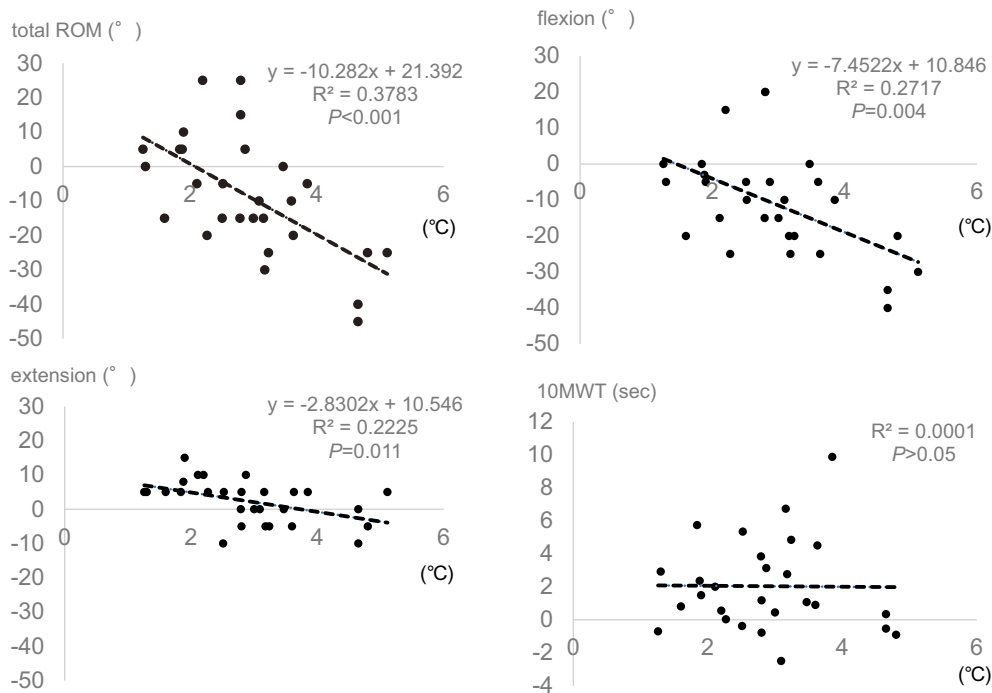 total ROM (° )
y = -10.282x + 21.392
R² = 0.3783
P<0.001
30
20
10
0
-10
-20
-30
-40
-50
0 2 4 6
(℃)
flexion (° )
y = -7.4522x + 10.846
R² = 0.2717
P=0.004
30
20
10
0
-10
-20
-30
-40
-50
0 2 4 6
(℃)
extension (° )
y = -2.8302x + 10.546
R² = 0.2225
P=0.011
30
20
10
0
-10
-20
-30
-40
-50
0 2 4 6
(℃)
10MWT (sec)
R² = 0.0001
P>0.05
12
10
8
6
4
2
0
-2
-4
0 2 4 6
(℃)